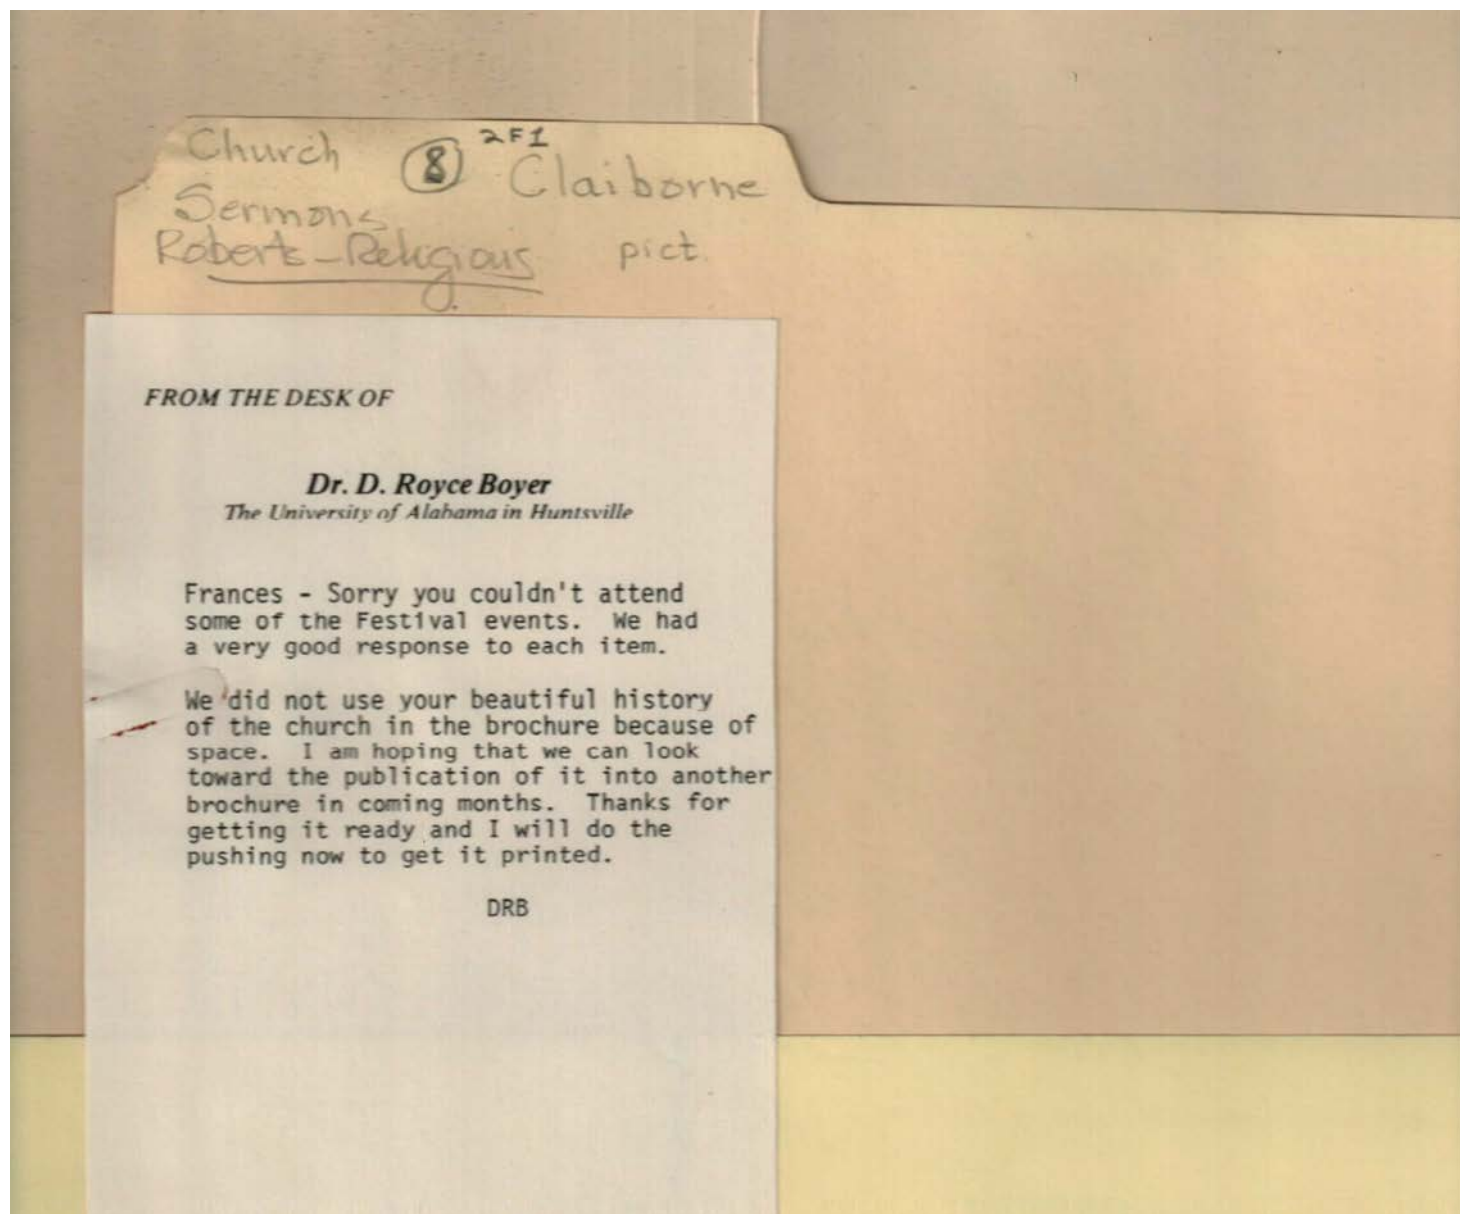 Church
Sermons
Roberts-Religious
8
2F1
Claiborne
pict.
FROM THE DESK OF
Dr. D. Royce Boyer
The University of Alabama in Huntsville
Frances - Sorry you couldn't attend
some of the Festival events.  We had
a very good response to each item.
We did not use your beautiful history
of the church in the brochure because of
space.  I am hoping that we can look
toward the publication of it into another
brochure in coming months.  Thanks for
getting it ready and I will do the
pushing now to get it printed.
DRB